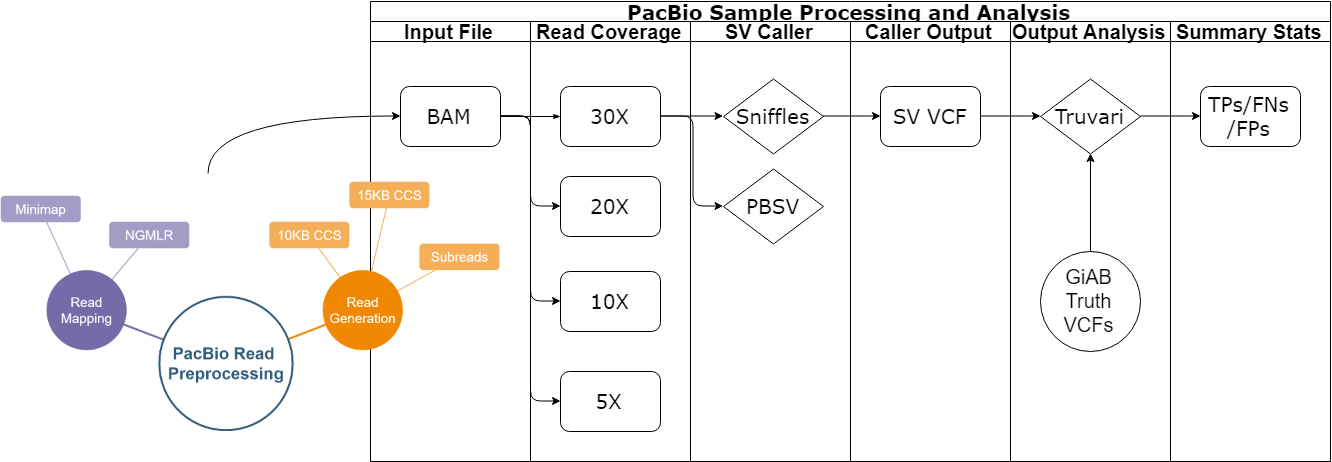 PacBio Sample Processing and Analysis
Input File
Read Coverage
SV Caller
Caller Output
Output Analysis
Summary Stats
BAM
30X
Sniffles
SV VCF
Truvari
TPs/FNs
/FPs
20X
PBSV
10X
5X
GiAB
Truth
VCFs
Minimap
NGMLR
Read
Mapping
15KB CCS
10KB CCS
Subreads
Read
Generation
PacBio Read
Preprocessing